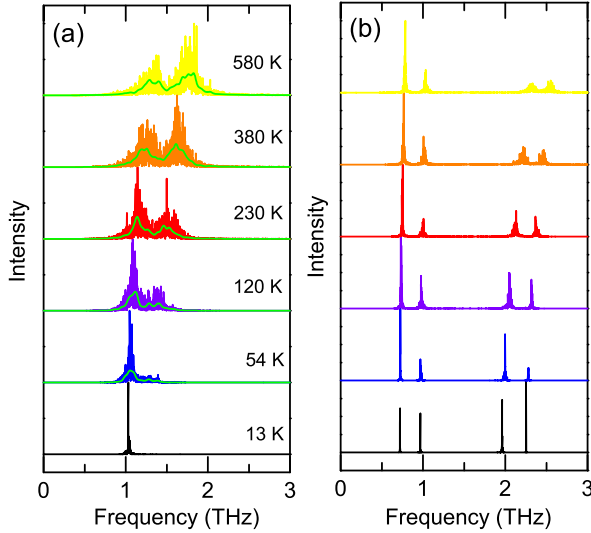 (a)
580 K
380 K
230 K
120 K
54 K
13 K
Intensity
0 1 2 3
Frequency (THz)
(b)
Intensity
0 1 2 3
Frequency (THz)